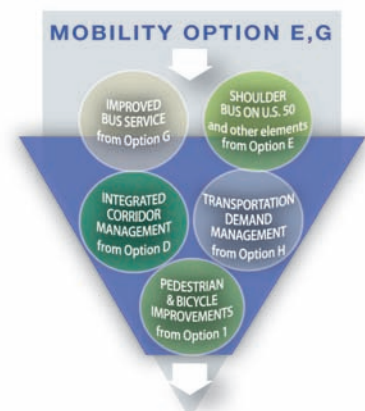 MOBILITY OPTION E,G
IMPROVED
BUS SERVICE
from Option G
SHOULDER
BUS ON U.S. 50
and other elements
from Option E
INTEGRATED
CORRIDOR
MANAGEMENT
from Option D
TRANSPORTATION
DEMAND
MANAGEMENT
from Option H
PEDESTRIAN
& BICYCLE
IMPROVEMENTS
from Option 1